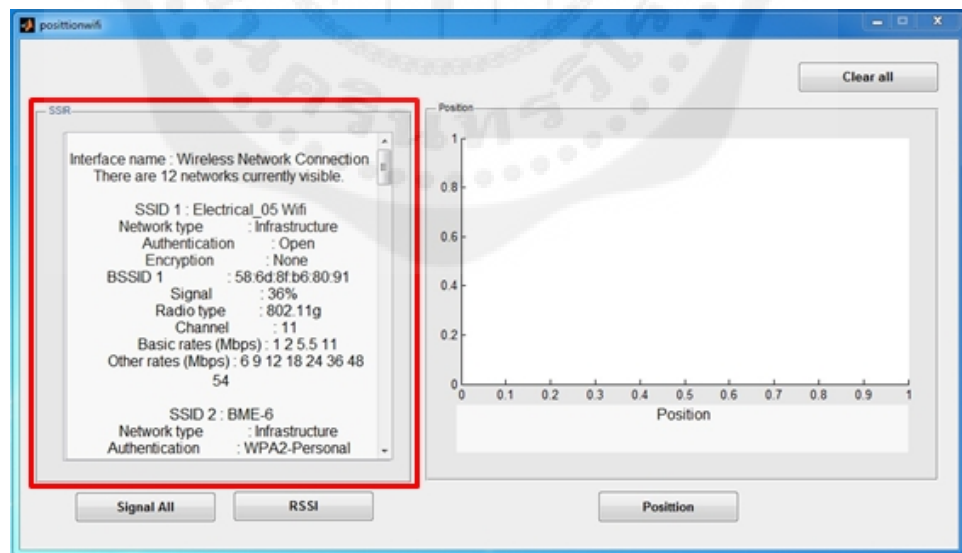 posittionwifi
Clear all
SSIR
Interface name : Wireless Network Connection
There are 12 networks currently visible.
SSID 1 : Electrical_05 Wifi
Network type : Infrastructure
Authentication : Open
Encryption : None
BSSID 1 : 58:6d:8f:b6:80:91
Signal : 36%
Radio type : 802.11g
Channel : 11
Basic rates (Mbps) : 1 2 5.5 11
Other rates (Mbps) : 6 9 12 18 24 36 48
54
SSID 2 : BME-6
Network type : Infrastructure
Authentication : WPA2-Personal
Signal All
RSSI
Position
1
0.8
0.6
0.4
0.2
0
0 0.1 0.2 0.3 0.4 0.5 0.6 0.7 0.8 0.9 1
Position
Posittion